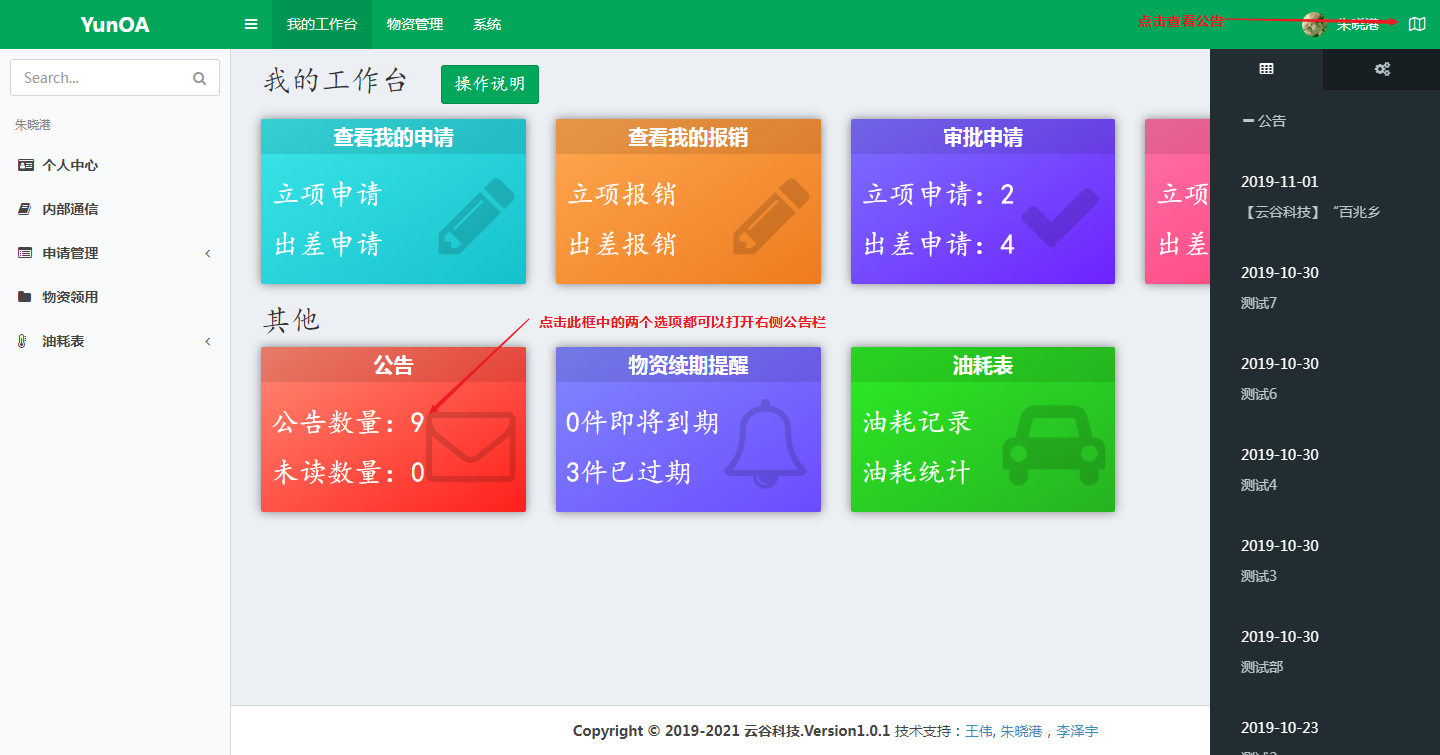 YunOA
我的工作台
物资管理
系统
点击查看公告
朱晓港
Search...
朱晓港
个人中心
内部通信
申请管理
物资领用
油耗表
我的工作台
操作说明
查看我的申请
立项申请
出差申请
查看我的报销
立项报销
出差报销
审批申请
立项申请：2
出差申请：4
立项
出差
其他
点击此框中的两个选项都可以打开右侧公告栏
公告
公告数量：9
未读数量：0
物资续期提醒
0件即将到期
3件已过期
油耗表
油耗记录
油耗统计
公告
2019-11-01
【云谷科技】“百兆乡
2019-10-30
测试7
2019-10-30
测试6
2019-10-30
测试4
2019-10-30
测试3
2019-10-30
测试部
2019-10-23
Copyright © 2019-2021 云谷科技.Version1.0.1 技术支持：王伟, 朱晓港，李泽宇